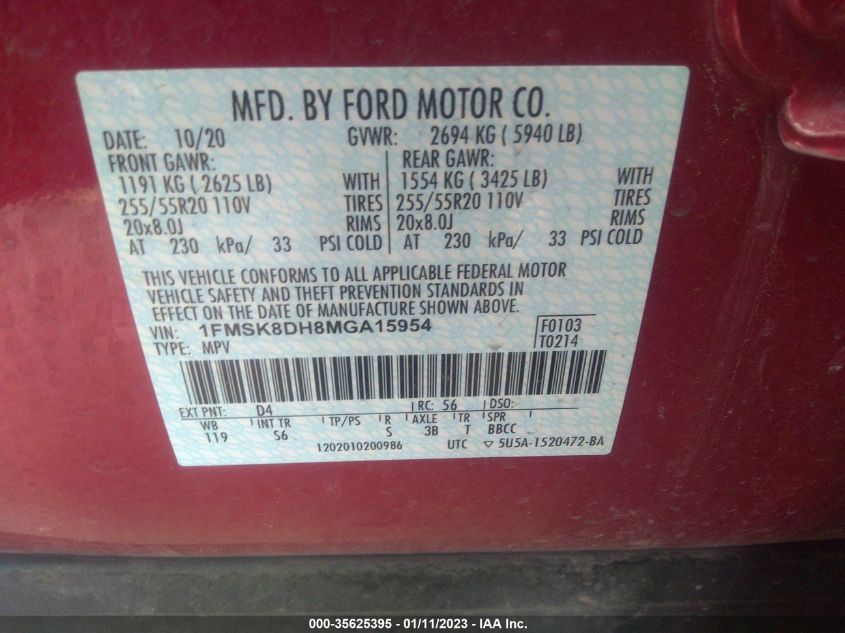 MFD. BY FORD MOTOR CO.
DATE: 10/20 GVWR: 2694 KG ( 5940 LB)
FRONT GAWR: REAR GAWR:
1191 KG ( 2625 LB) WITH 1554 KG ( 3425 LB) WITH
255/55R20 110V TIRES 255/55R20 110V TIRES
20x8.0J RIMS 20x8.0J RIMS
AT 230 kPa/ 33 PSI COLD AT 230 kPa/ 33 PSI COLD
THIS VEHICLE CONFORMS TO ALL APPLICABLE FEDERAL MOTOR
VEHICLE SAFETY AND THEFT PREVENTION STANDARDS IN
EFFECT ON THE DATE OF MANUFACTURE SHOWN ABOVE.
VIN: 1FMSK8DH8MGA15954 F0103
TYPE: MPV T0214
EXT PNT: D4 RC: 56 DSO:
WB INT TR TP/PS R AXLE TR SPR
119 S6 S 3B T BBCC
1202010200986 UTC ▽ 5U5A-1520472-BA
000-35625395 - 01/11/2023 - IAA Inc.